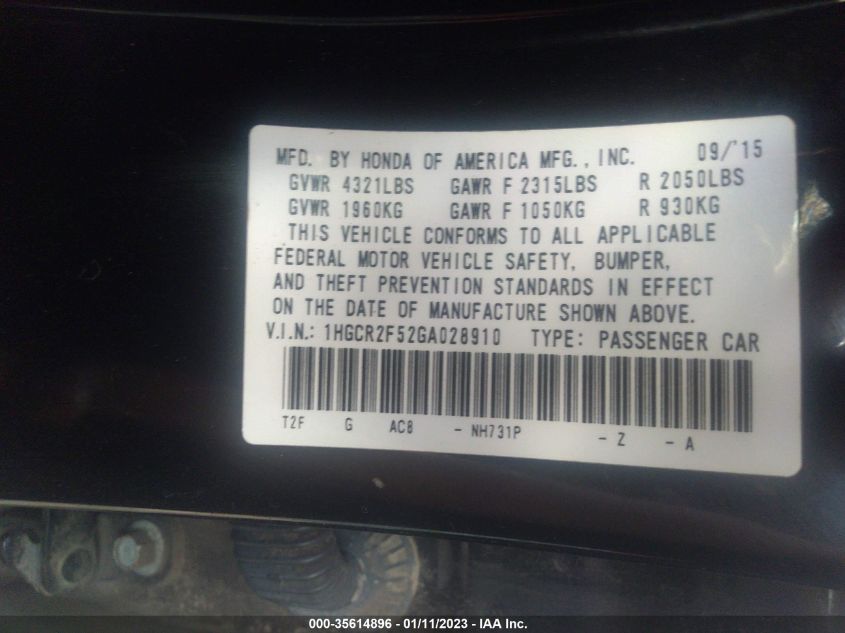 MFD. BY HONDA OF AMERICA MFG., INC. 09/'15
GVWR 4321LBS GAWR F 2315LBS R 2050LBS
GVWR 1960KG GAWR F 1050KG R 930KG
THIS VEHICLE CONFORMS TO ALL APPLICABLE
FEDERAL MOTOR VEHICLE SAFETY, BUMPER,
AND THEFT PREVENTION STANDARDS IN EFFECT
ON THE DATE OF MANUFACTURE SHOWN ABOVE.
V.I.N.: 1HGCR2F52GA028910 TYPE: PASSENGER CAR
T2F G AC8 - NH731P - Z - A
000-35614896 - 01/11/2023 - IAA Inc.